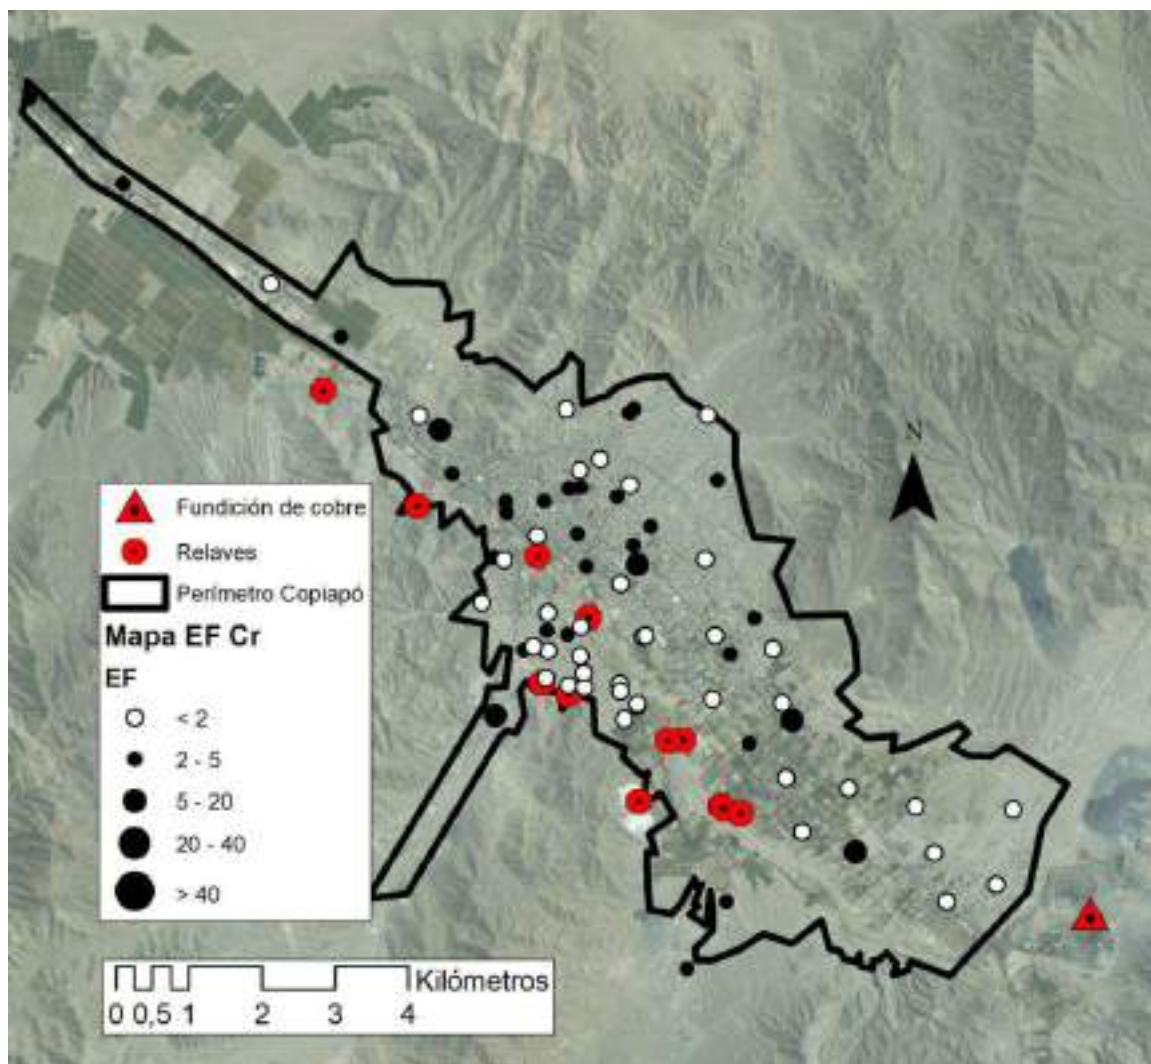 N
Fundición de cobre
Relaves
Perímetro Copiapó
Mapa EF Cr
EF
< 2
2 - 5
5 - 20
20 - 40
> 40
Kilómetros
0 0,5 1 2 3 4